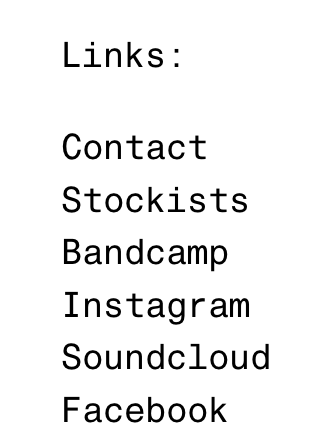 Links:
Contact
Stockists
Bandcamp
Instagram
Soundcloud
Facebook